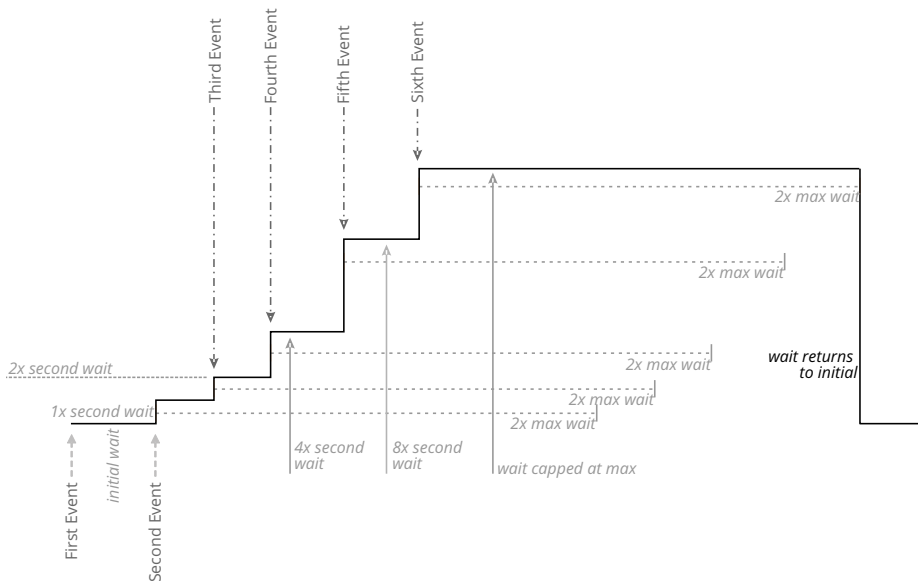 Third Event
Fourth Event
Fifth Event
Sixth Event
2x max wait
2x max wait
wait returns
to initial
2x second wait
2x max wait
2x max wait
1x second wait
2x max wait
initial wait
4x second
wait
8x second
wait
wait capped at max
First Event
Second Event